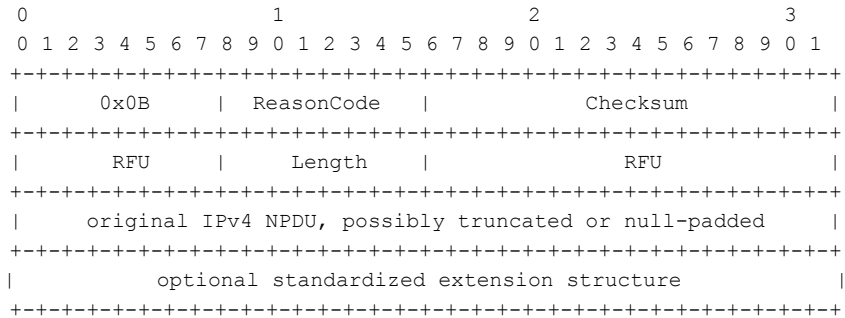 0                   1                   2                   3
 0 1 2 3 4 5 6 7 8 9 0 1 2 3 4 5 6 7 8 9 0 1 2 3 4 5 6 7 8 9 0 1
+-+-+-+-+-+-+-+-+-+-+-+-+-+-+-+-+-+-+-+-+-+-+-+-+-+-+-+-+-+-+-+-+
|      0x0B     |  ReasonCode   |            Checksum           |
+-+-+-+-+-+-+-+-+-+-+-+-+-+-+-+-+-+-+-+-+-+-+-+-+-+-+-+-+-+-+-+-+
|      RFU      |     Length    |               RFU             |
+-+-+-+-+-+-+-+-+-+-+-+-+-+-+-+-+-+-+-+-+-+-+-+-+-+-+-+-+-+-+-+-+
|     original IPv4 NPDU, possibly truncated or null-padded     |
+-+-+-+-+-+-+-+-+-+-+-+-+-+-+-+-+-+-+-+-+-+-+-+-+-+-+-+-+-+-+-+-+
|           optional standardized extension structure            |
+-+-+-+-+-+-+-+-+-+-+-+-+-+-+-+-+-+-+-+-+-+-+-+-+-+-+-+-+-+-+-+-+